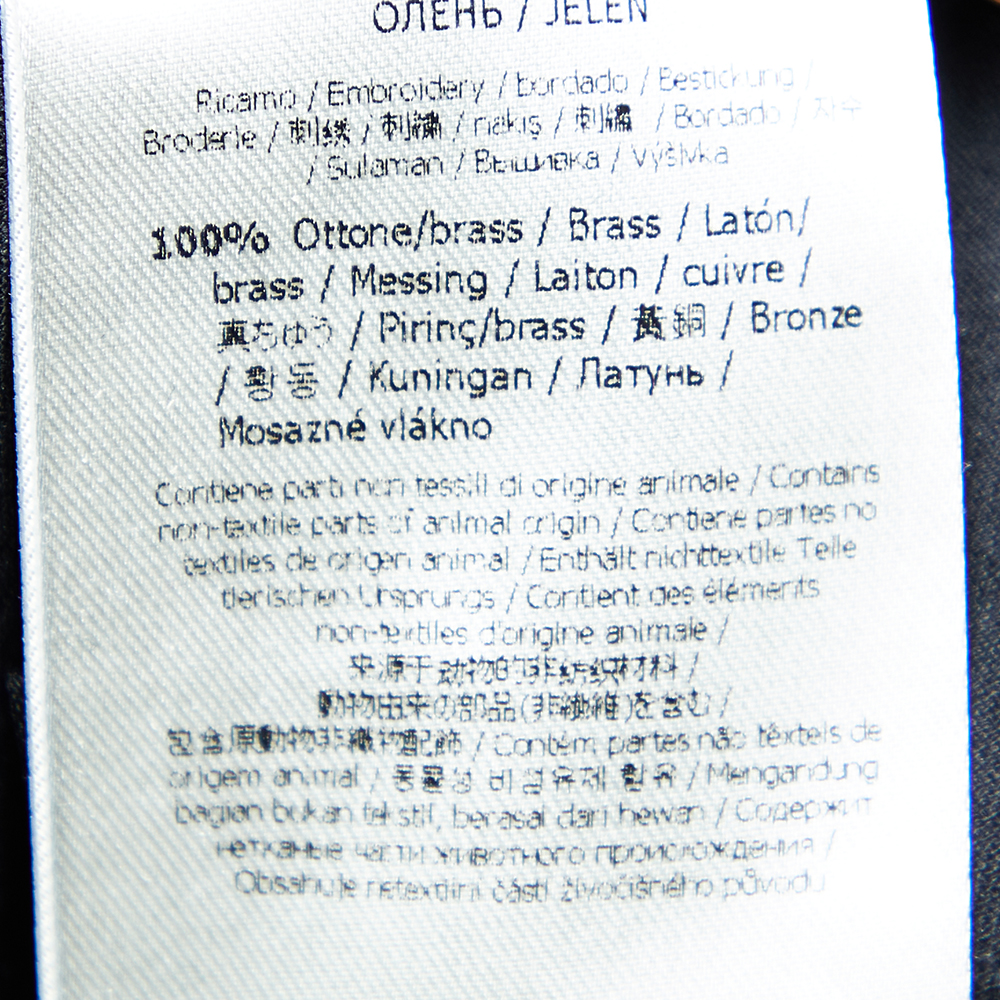 ОЛЕНЬ / JELEN
Ricamo / Embroidery / bordado / Bestickung /
Broderie / 刺绣 / 刺繍 / nakış / 刺繡 / Bordado / 자수
/ Sulaman / Вышивка / Výšivka
100% Ottone/brass / Brass / Latón/
brass / Messing / Laiton / cuivre /
真ちゅう / Pirinç/brass / 黃銅 / Bronze
/ 황동 / Kuningan / Латунь /
Mosazné vlákno
Contiene parti non tessili di origine animale / Contains
non-textile parts of animal origin / Contiene partes no
textiles de origen animal / Enthält nichttextile Teile
tierischen Ursprungs / Contient des éléments
non-textiles d'origine animale /
来源于动物的非纺织材料 /
動物由来の部品(非繊維)を含む /
包含原動物非織物配飾 / Contém partes não têxteis de
origem animal / 동물성 비섬유제 함유 / Mengandung
bagian bukan tekstil, berasal dari hewan / Содержит
нетканые части животного происхождения /
Obsahuje netextilní části živočišného původu